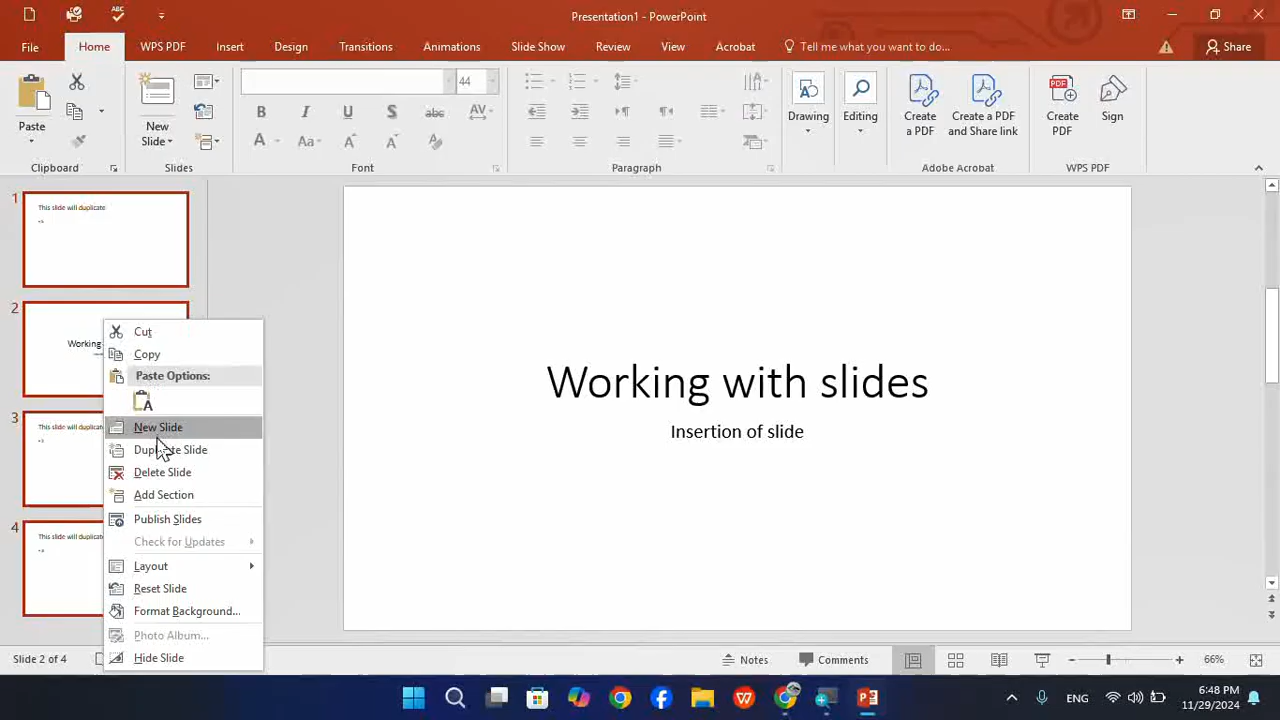 ABC
Presentation1 - PowerPoint
File
Home
WPS PDF
Insert
Design
Transitions
Animations
Slide Show
Review
View
Acrobat
Tell me what you want to do...
Share
Paste
New
Slide
44
B I U S abc AV
A Aa A A
Drawing
Editing
Create
a PDF
Create a PDF
and Share link
Create
PDF
Sign
Clipboard
Slides
Font
Paragraph
Adobe Acrobat
WPS PDF
1
This slide will duplicate
2
Working
3
This slide will duplicate
4
This slide will duplicate
Cut
Copy
Paste Options:
A
New Slide
Duplicate Slide
Delete Slide
Add Section
Publish Slides
Check for Updates
Layout
Reset Slide
Format Background...
Photo Album...
Hide Slide
Working with slides
Insertion of slide
Slide 2 of 4
Notes
Comments
66%
ENG
6:48 PM
11/29/2024